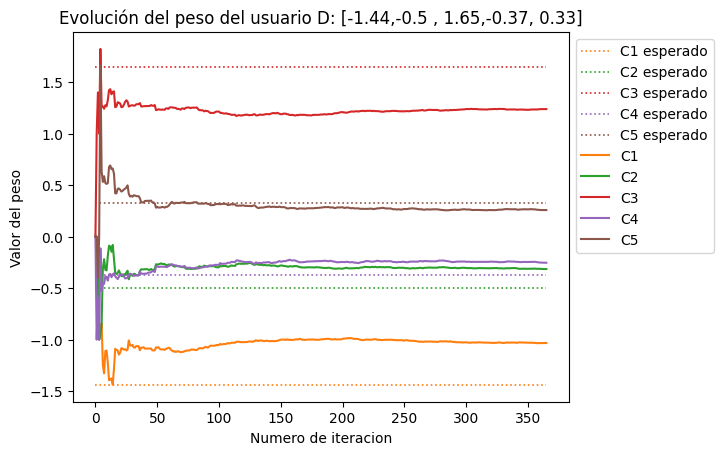 Evolución del peso del usuario D: [-1.44,-0.5 , 1.65,-0.37, 0.33]
C1 esperado
C2 esperado
C3 esperado
C4 esperado
C5 esperado
C1
C2
C3
C4
C5
Valor del peso
1.5
1.0
0.5
0.0
−0.5
−1.0
−1.5
0
50
100
150
200
250
300
350
Numero de iteracion